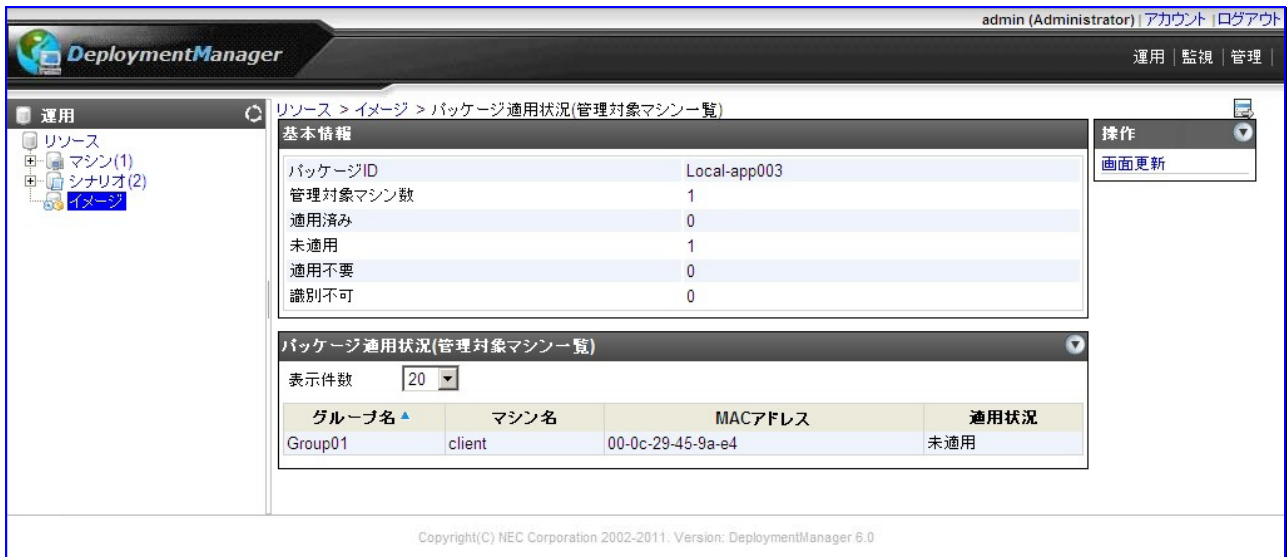 admin (Administrator) | アカウント | ログアウト
DeploymentManager
運用 | 監視 | 管理 |
運用
リソース
マシン(1)
シナリオ(2)
イメージ
リソース > イメージ > パッケージ適用状況(管理対象マシン一覧)
基本情報
パッケージID Local-app003
管理対象マシン数 1
適用済み 0
未適用 1
適用不要 0
識別不可 0
操作
画面更新
パッケージ適用状況(管理対象マシン一覧)
表示件数 20
グループ名 マシン名 MACアドレス 適用状況
Group01 client 00-0c-29-45-9a-e4 未適用
Copyright(C) NEC Corporation 2002-2011. Version: DeploymentManager 6.0